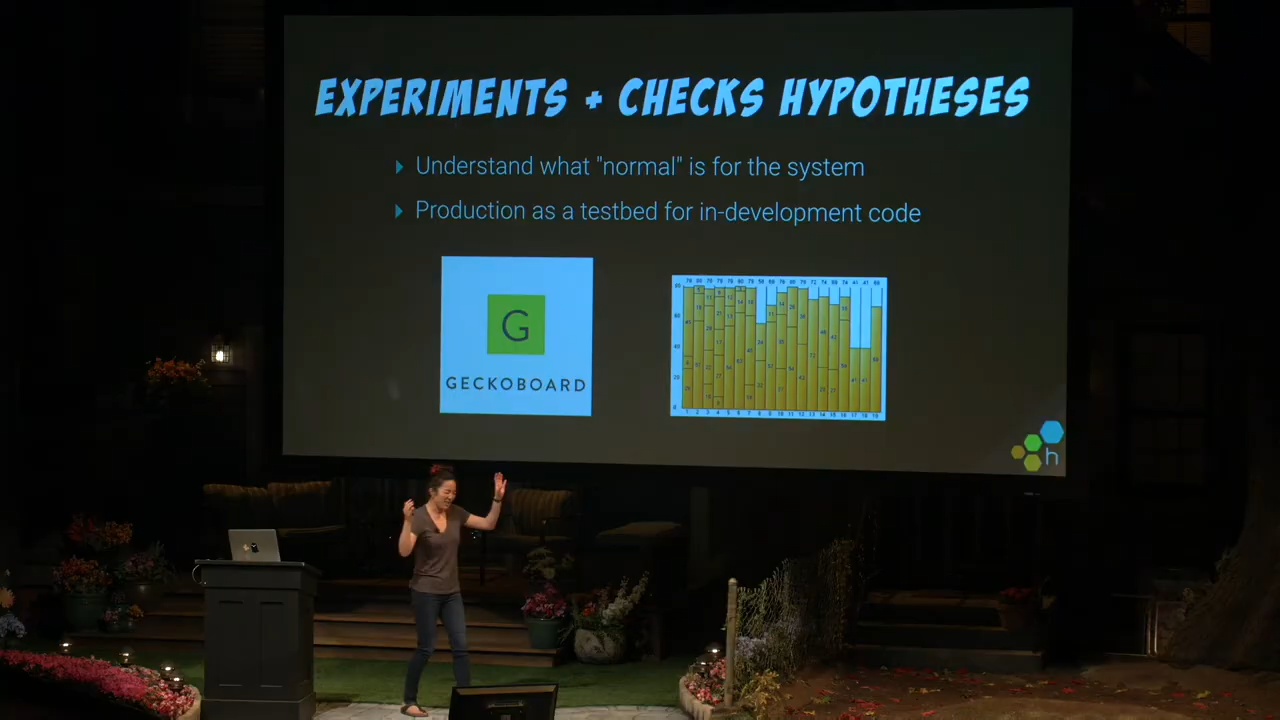 EXPERIMENTS + CHECKS HYPOTHESES
Understand what "normal" is for the system
Production as a testbed for in-development code
G
GECKOBOARD
h